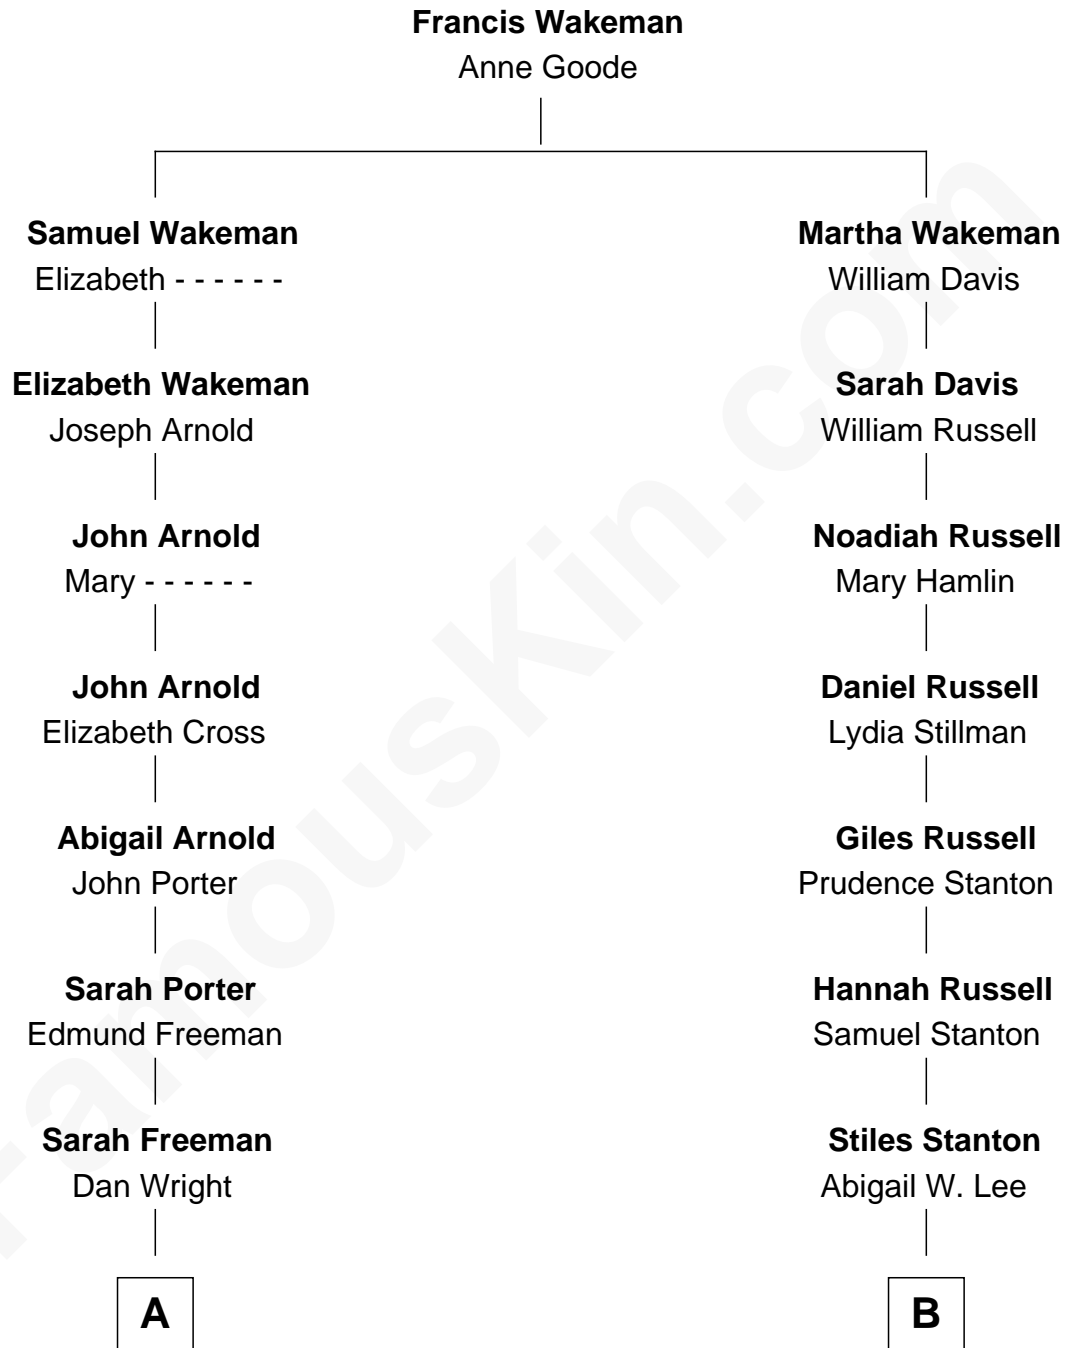 Francis Wakeman
Anne Goode
Samuel Wakeman
Elizabeth - - - - - -
Martha Wakeman
William Davis
Elizabeth Wakeman
Joseph Arnold
Sarah Davis
William Russell
John Arnold
Mary - - - - - -
Noadiah Russell
Mary Hamlin
John Arnold
Elizabeth Cross
Daniel Russell
Lydia Stillman
Abigail Arnold
John Porter
Giles Russell
Prudence Stanton
Sarah Porter
Edmund Freeman
Hannah Russell
Samuel Stanton
Sarah Freeman
Dan Wright
Stiles Stanton
Abigail W. Lee
A
B
FamousKin.com